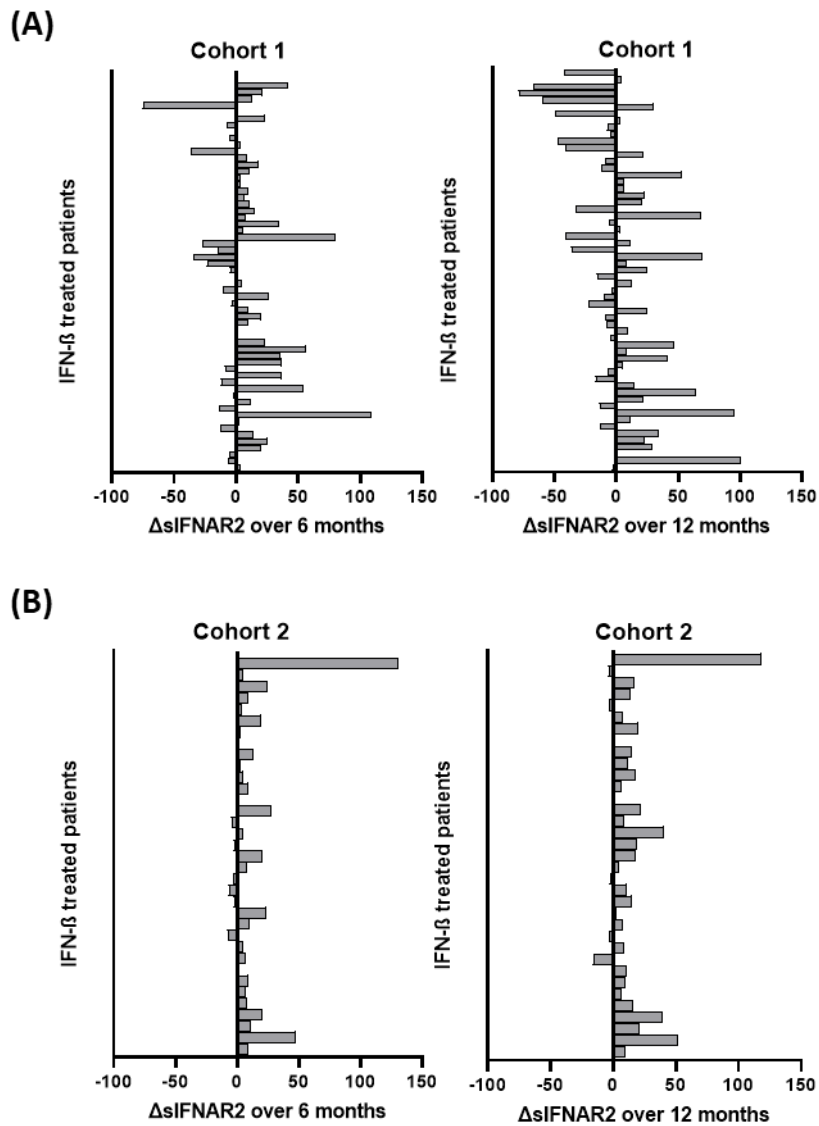 (A)
Cohort 1
Cohort 1
IFN-ß treated patients
IFN-ß treated patients
-100 -50 0 50 100 150
-100 -50 0 50 100 150
ΔsIFNAR2 over 6 months
ΔsIFNAR2 over 12 months
(B)
Cohort 2
Cohort 2
IFN-ß treated patients
IFN-ß treated patients
-100 -50 0 50 100 150
-100 -50 0 50 100 150
ΔsIFNAR2 over 6 months
ΔsIFNAR2 over 12 months